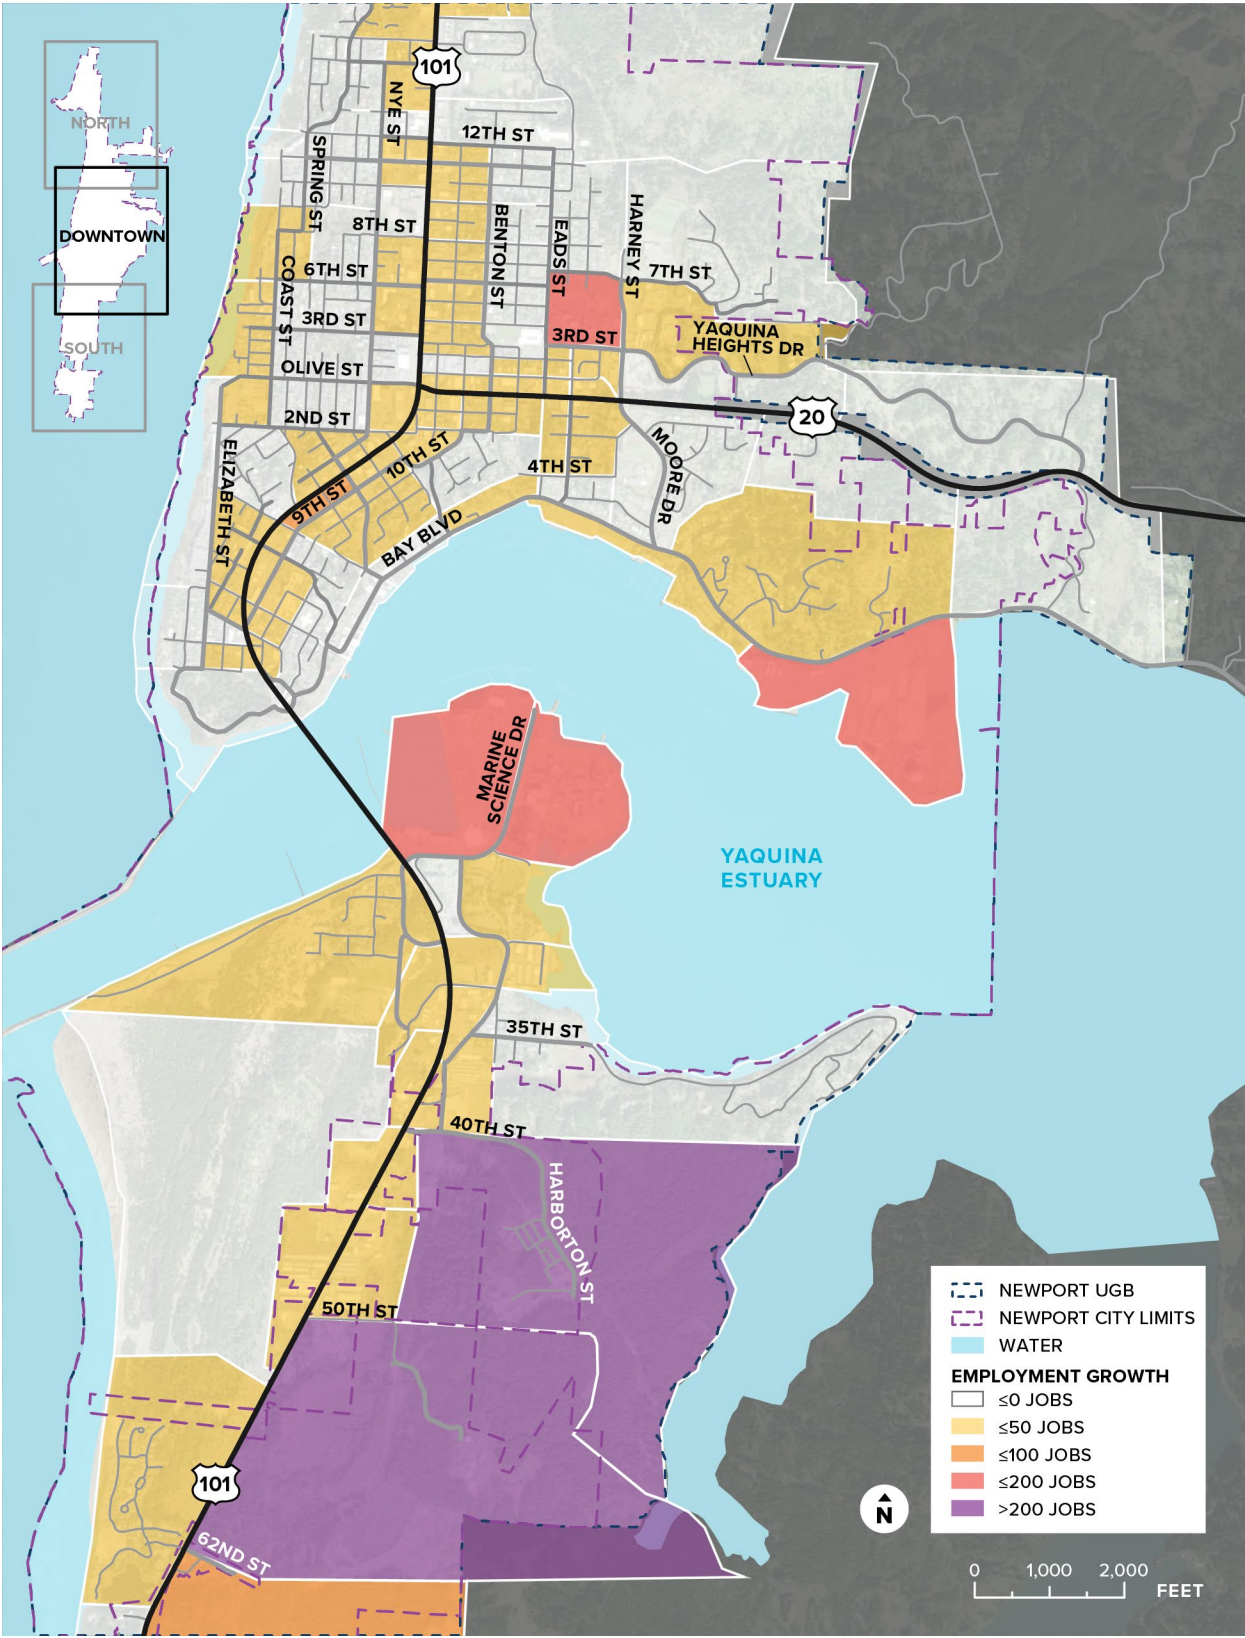 NORTH
DOWNTOWN
SOUTH
101
NYE ST
12TH ST
SPRING ST
8TH ST
BENTON ST
EADS ST
HARNEY ST
COAST ST
6TH ST
7TH ST
3RD ST
3RD ST
YAQUINA
HEIGHTS DR
OLIVE ST
2ND ST
20
ELIZABETH ST
10TH ST
4TH ST
MOORE DR
9TH ST
BAY BLVD
MARINE
SCIENCE DR
YAQUINA
ESTUARY
35TH ST
40TH ST
HARBORTON ST
50TH ST
101
62ND ST
NEWPORT UGB
NEWPORT CITY LIMITS
WATER
EMPLOYMENT GROWTH
≤0 JOBS
≤50 JOBS
≤100 JOBS
≤200 JOBS
>200 JOBS
N
0 1,000 2,000
FEET